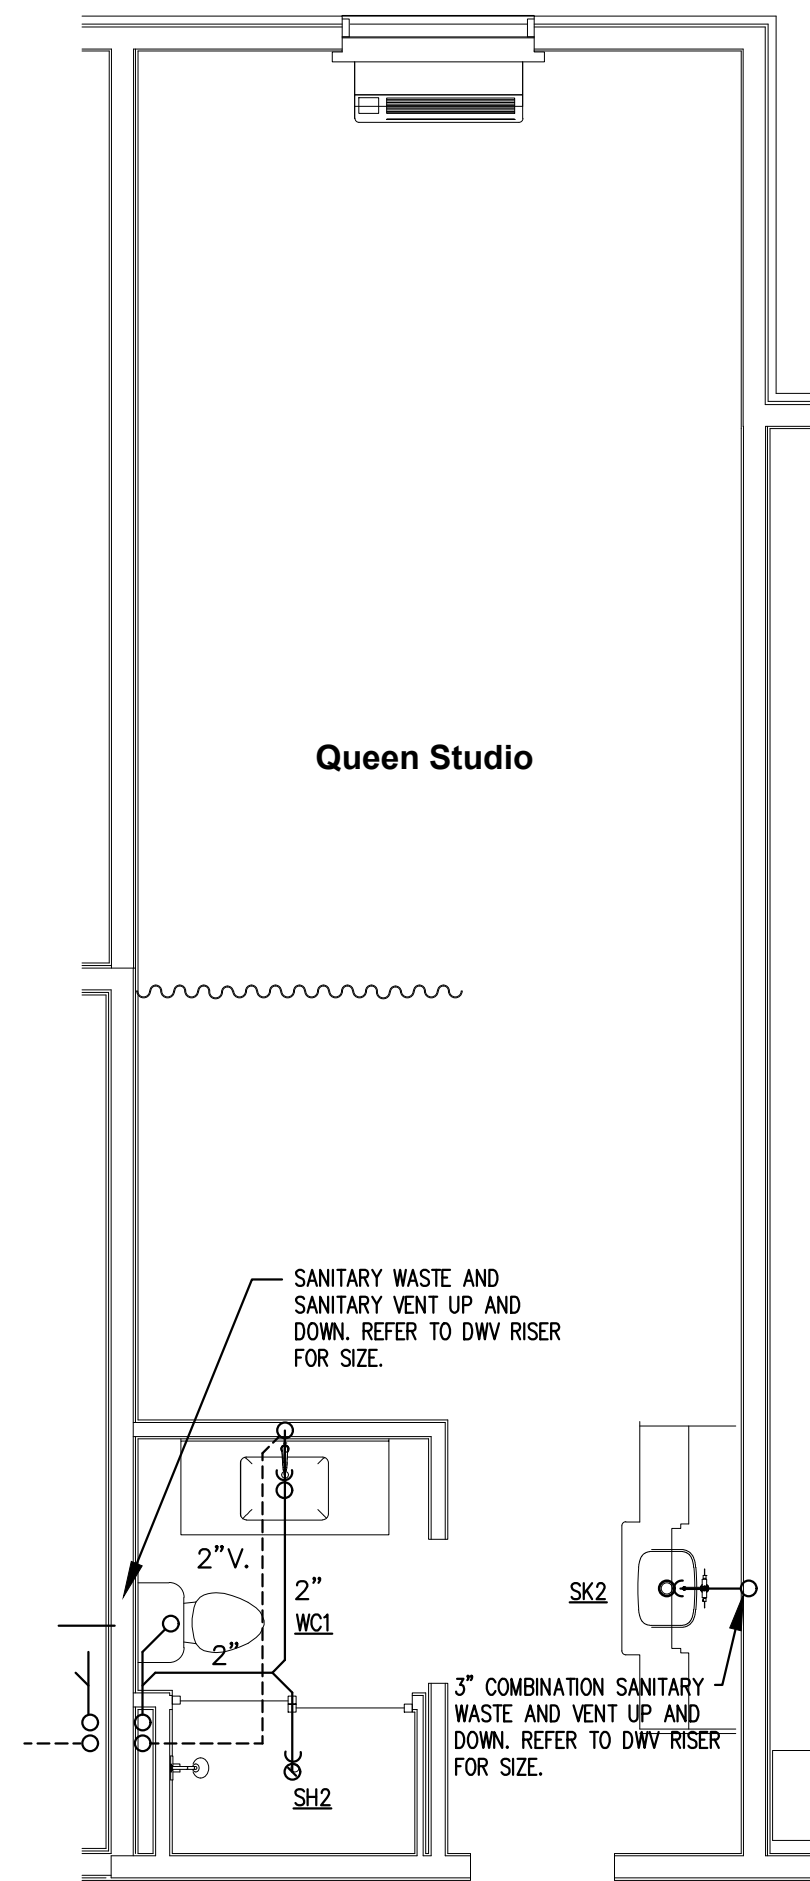 Queen Studio
SANITARY WASTE AND
SANITARY VENT UP AND
DOWN. REFER TO DWV RISER
FOR SIZE.
2"V.
2"
WC1
2"
SK2
3" COMBINATION SANITARY
WASTE AND VENT UP AND
DOWN. REFER TO DWV RISER
FOR SIZE.
SH2